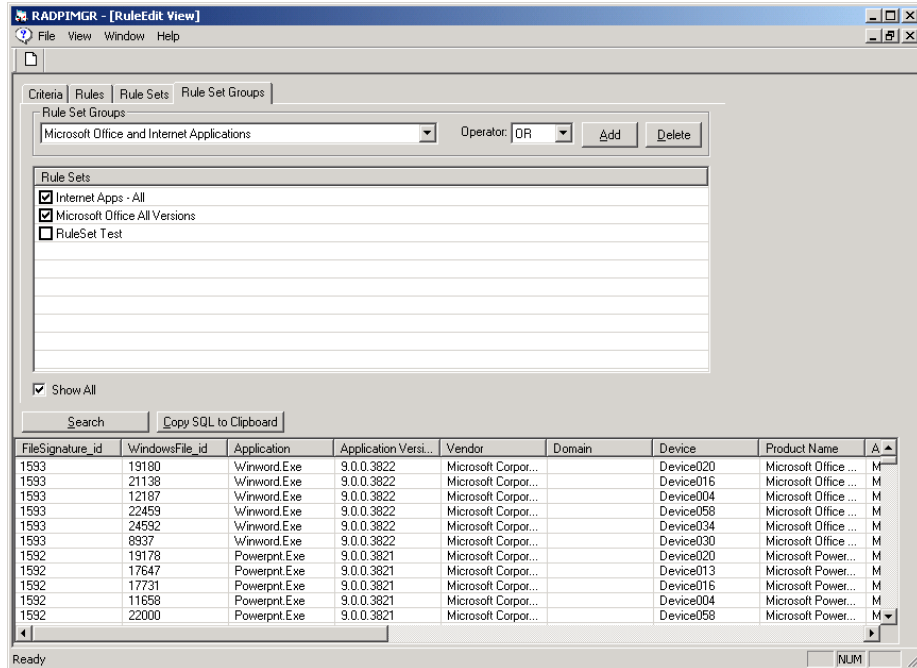 RADPIMGR - [RuleEdit View]
File View Window Help
Criteria Rules Rule Sets Rule Set Groups
Rule Set Groups
Microsoft Office and Internet Applications Operator: OR Add Delete
Rule Sets
Internet Apps - All
Microsoft Office All Versions
RuleSet Test
Show All
Search Copy SQL to Clipboard
FileSignature_id WindowsFile_id Application Application Versi... Vendor Domain Device Product Name A
1593 19180 Winword.Exe 9.0.0.3822 Microsoft Corpor... Device020 Microsoft Office ... M
1593 21138 Winword.Exe 9.0.0.3822 Microsoft Corpor... Device016 Microsoft Office ... M
1593 12187 Winword.Exe 9.0.0.3822 Microsoft Corpor... Device004 Microsoft Office ... M
1593 22459 Winword.Exe 9.0.0.3822 Microsoft Corpor... Device058 Microsoft Office ... M
1593 24592 Winword.Exe 9.0.0.3822 Microsoft Corpor... Device034 Microsoft Office ... M
1593 8937 Winword.Exe 9.0.0.3822 Microsoft Corpor... Device030 Microsoft Office ... M
1592 19178 Powerpnt.Exe 9.0.0.3821 Microsoft Corpor... Device020 Microsoft Power... M
1592 17647 Powerpnt.Exe 9.0.0.3821 Microsoft Corpor... Device013 Microsoft Power... M
1592 17731 Powerpnt.Exe 9.0.0.3821 Microsoft Corpor... Device016 Microsoft Power... M
1592 11658 Powerpnt.Exe 9.0.0.3821 Microsoft Corpor... Device004 Microsoft Power... M
1592 22000 Powerpnt.Exe 9.0.0.3821 Microsoft Corpor... Device058 Microsoft Power... M
Ready NUM